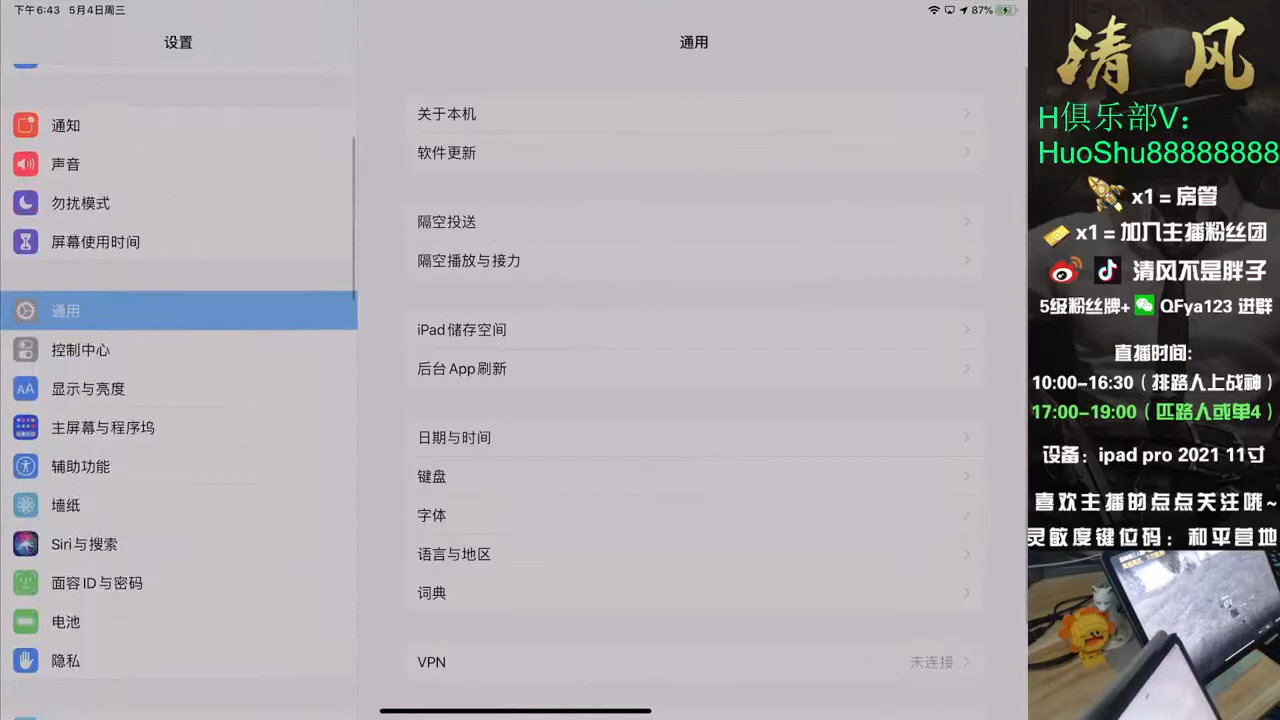 下午6:43 5月4日周三
87%
设置
通知
声音
勿扰模式
屏幕使用时间
通用
控制中心
显示与亮度
主屏幕与程序坞
辅助功能
墙纸
Siri与搜索
面容ID与密码
电池
隐私
通用
关于本机
软件更新
隔空投送
隔空播放与接力
iPad储存空间
后台App刷新
日期与时间
键盘
字体
语言与地区
词典
VPN 未连接
清风
H俱乐部V:
HuoShu88888888
x1=房管
x1=加入主播粉丝团
清风不是胖子
5级粉丝牌+ QFya123 进群
直播时间:
10:00-16:30（排路人上战神）
17:00-19:00（匹路人或单4）
设备：ipad pro 2021 11寸
喜欢主播的点点关注哦~
灵敏度键位码：和平营地